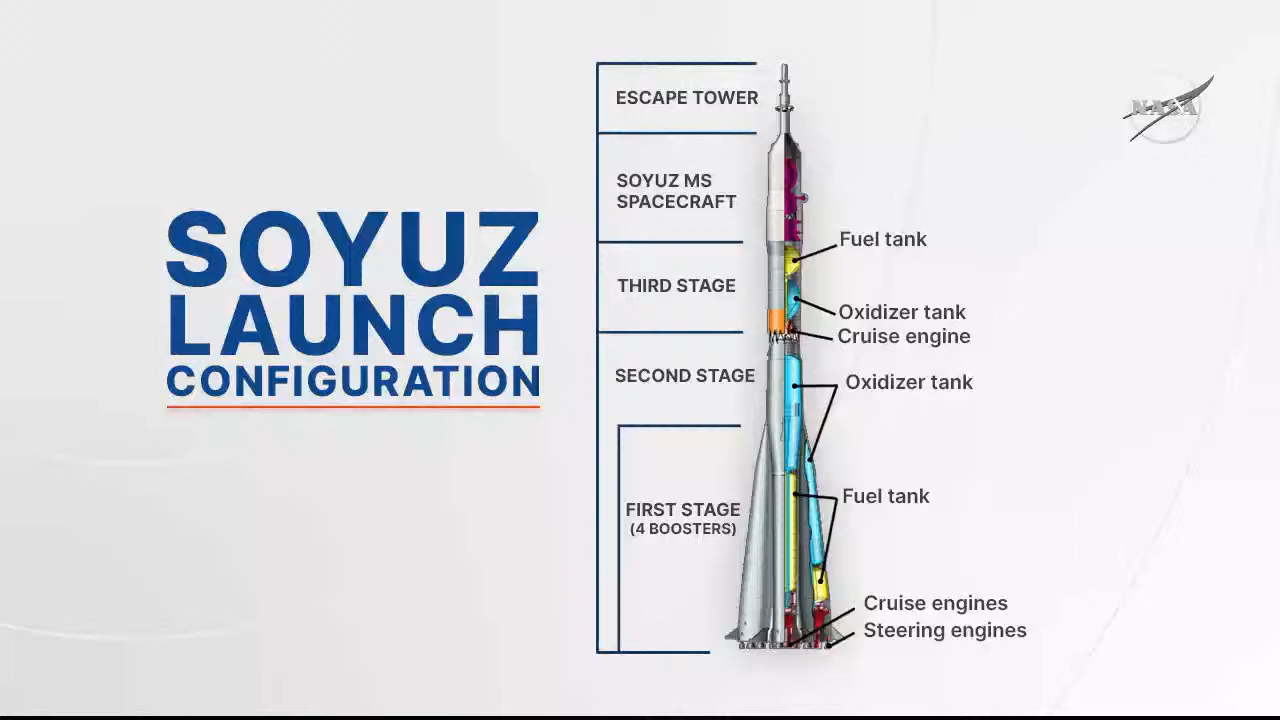 SOYUZ
LAUNCH
CONFIGURATION
ESCAPE TOWER
SOYUZ MS
SPACECRAFT
THIRD STAGE
SECOND STAGE
FIRST STAGE
(4 BOOSTERS)
Fuel tank
Oxidizer tank
Cruise engine
Oxidizer tank
Fuel tank
Cruise engines
Steering engines
NASA